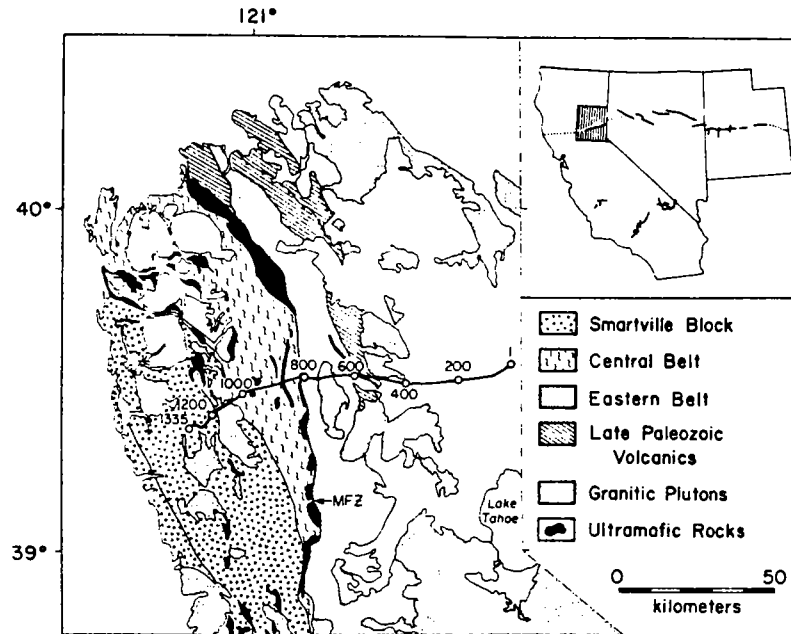 121°
40°
39°
1
200
400
600
800
1000
1200
1335
MFZ
Lake
Tahoe
Smartville Block
Central Belt
Eastern Belt
Late Paleozoic
Volcanics
Granitic Plutons
Ultramafic Rocks
0 50
kilometers